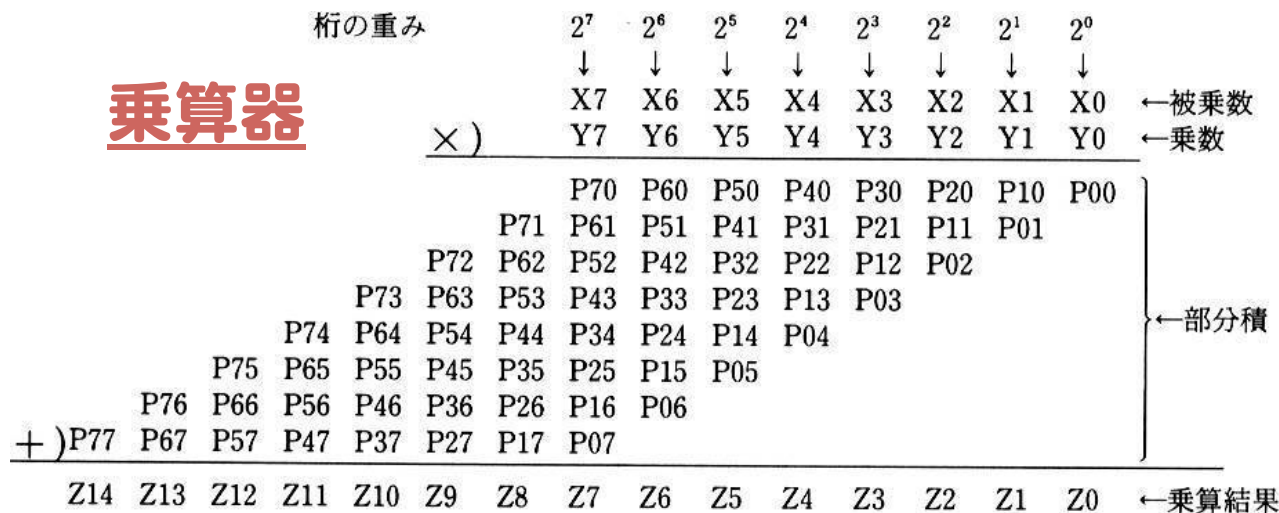 桁の重み 2⁷ 2⁶ 2⁵ 2⁴ 2³ 2² 2¹ 2⁰
↓ ↓ ↓ ↓ ↓ ↓ ↓ ↓
乗算器
X7 X6 X5 X4 X3 X2 X1 X0 ←被乗数
×) Y7 Y6 Y5 Y4 Y3 Y2 Y1 Y0 ←乗数
P70 P60 P50 P40 P30 P20 P10 P00
P71 P61 P51 P41 P31 P21 P11 P01
P72 P62 P52 P42 P32 P22 P12 P02
P73 P63 P53 P43 P33 P23 P13 P03
←部分積
P74 P64 P54 P44 P34 P24 P14 P04
P75 P65 P55 P45 P35 P25 P15 P05
P76 P66 P56 P46 P36 P26 P16 P06
+)P77 P67 P57 P47 P37 P27 P17 P07
Z14 Z13 Z12 Z11 Z10 Z9 Z8 Z7 Z6 Z5 Z4 Z3 Z2 Z1 Z0 ←乗算結果